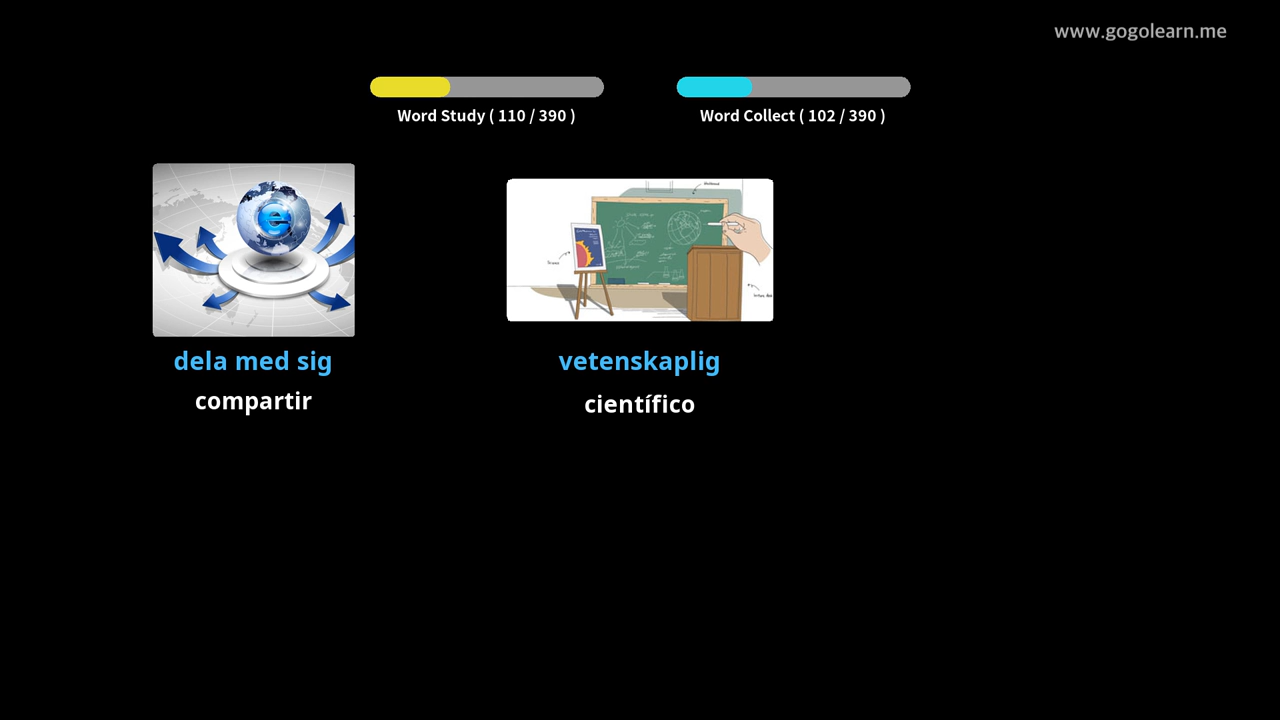 www.gogolearn.me
Word Study ( 110 / 390 )
Word Collect ( 102 / 390 )
e
dela med sig
compartir
vetenskaplig
científico